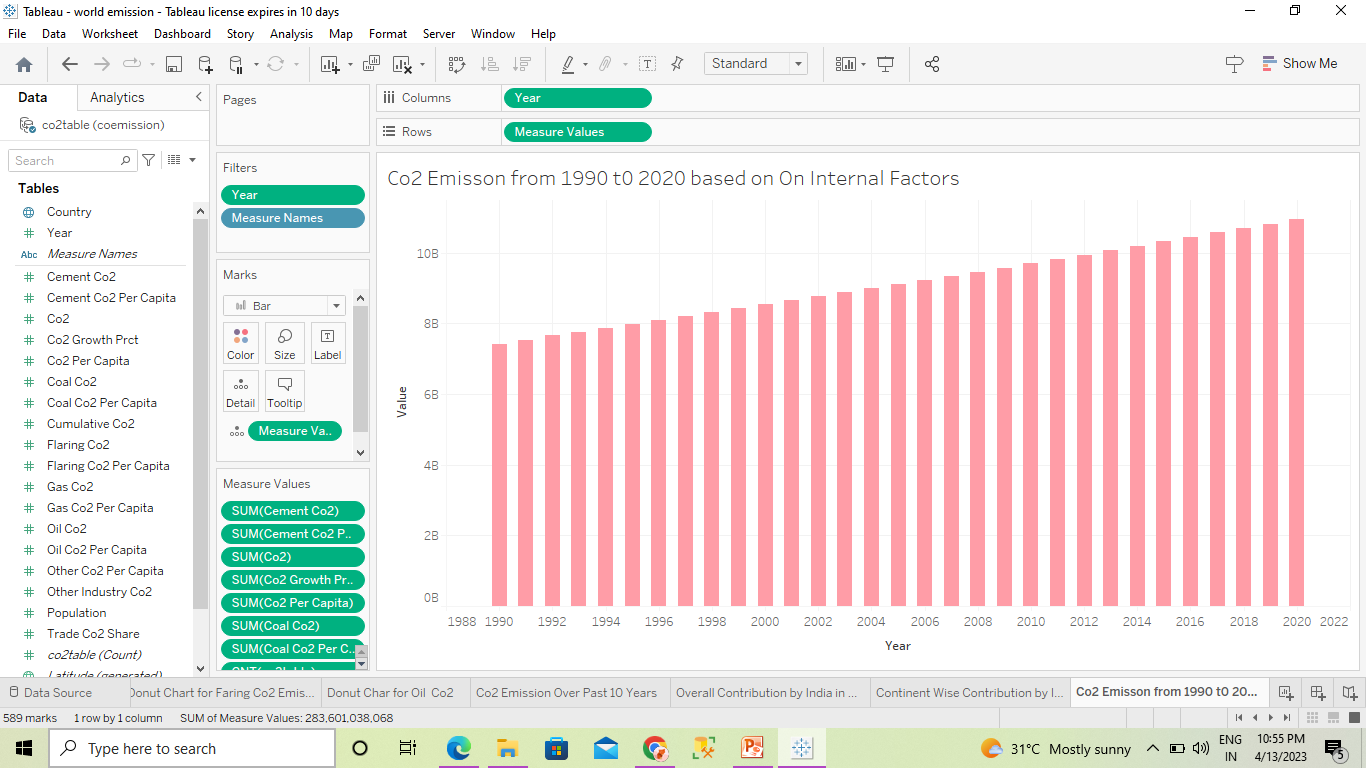 Tableau - world emission - Tableau license expires in 10 days
File Data Worksheet Dashboard Story Analysis Map Format Server Window Help
Standard
Show Me
Data Analytics
co2table (coemission)
Search
Tables
Country
Year
Abc Measure Names
Cement Co2
Cement Co2 Per Capita
Co2
Co2 Growth Prct
Co2 Per Capita
Coal Co2
Coal Co2 Per Capita
Cumulative Co2
Flaring Co2
Flaring Co2 Per Capita
Gas Co2
Gas Co2 Per Capita
Oil Co2
Oil Co2 Per Capita
Other Co2 Per Capita
Other Industry Co2
Population
Trade Co2 Share
co2table (Count)
Latitude (generated)
Pages
Filters
Year
Measure Names
Marks
Bar
Color Size Label
Detail Tooltip
Measure Va..
Measure Values
SUM(Cement Co2)
SUM(Cement Co2 P..
SUM(Co2)
SUM(Co2 Growth Pr..
SUM(Co2 Per Capita)
SUM(Coal Co2)
SUM(Coal Co2 Per C..
Columns Year
Rows Measure Values
Co2 Emisson from 1990 t0 2020 based on On Internal Factors
10B
8B
6B
4B
2B
0B
Value
1988 1990 1992 1994 1996 1998 2000 2002 2004 2006 2008 2010 2012 2014 2016 2018 2020 2022
Year
Data Source Donut Chart for Faring Co2 Emis... Donut Char for Oil Co2 Co2 Emission Over Past 10 Years Overall Contribution by India in ... Continent Wise Contribution by I... Co2 Emisson from 1990 t0 20...
589 marks 1 row by 1 column SUM of Measure Values: 283,601,038,068
Type here to search
31°C Mostly sunny
ENG
IN
10:55 PM
4/13/2023
5